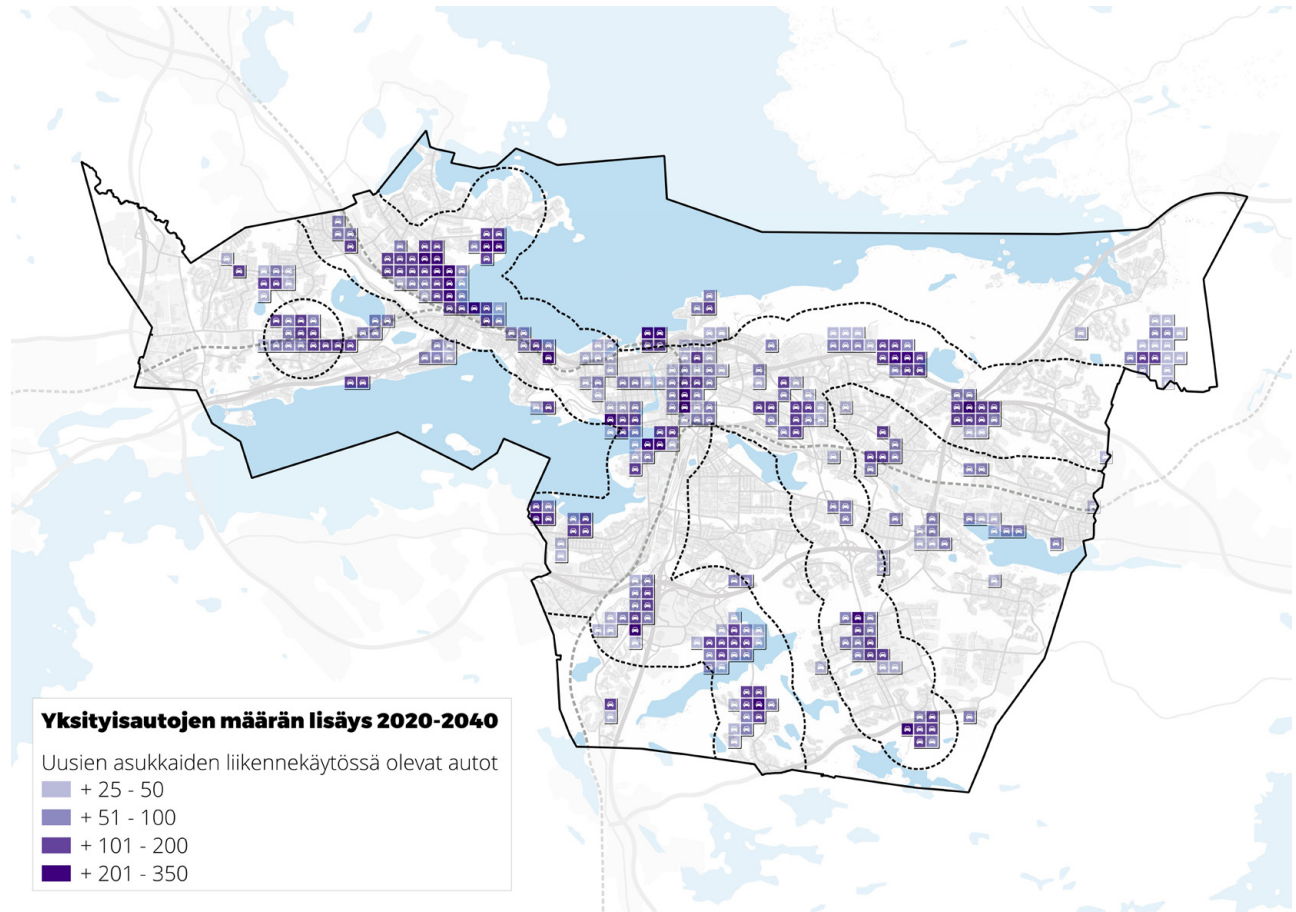 Yksityisautojen määrän lisäys 2020-2040
Uusien asukkaiden liikennekäytössä olevat autot
+ 25 - 50
+ 51 - 100
+ 101 - 200
+ 201 - 350